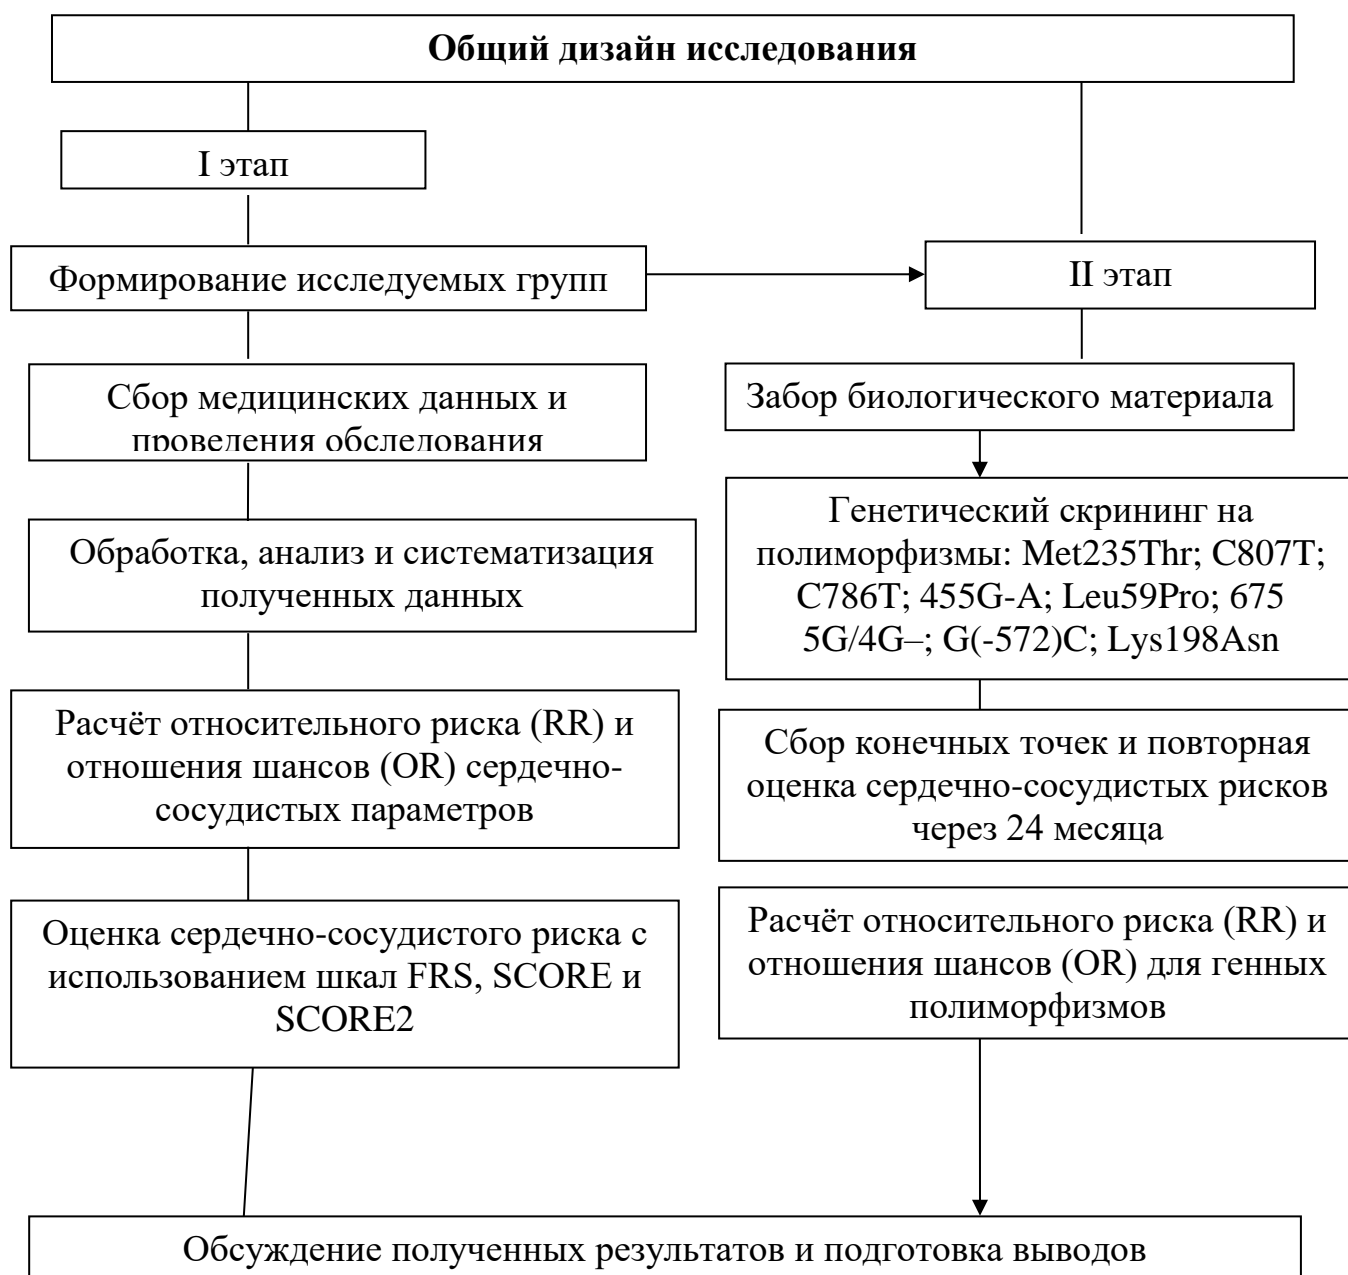 Общий дизайн исследования
I этап
Формирование исследуемых групп
II этап
Сбор медицинских данных и
проведения обследования
Забор биологического материала
Обработка, анализ и систематизация
полученных данных
Генетический скрининг на
полиморфизмы: Met235Thr; C807T;
C786T; 455G-A; Leu59Pro; 675
5G/4G–; G(-572)C; Lys198Asn
Расчёт относительного риска (RR) и
отношения шансов (OR) сердечно-
сосудистых параметров
Сбор конечных точек и повторная
оценка сердечно-сосудистых рисков
через 24 месяца
Оценка сердечно-сосудистого риска с
использованием шкал FRS, SCORE и
SCORE2
Расчёт относительного риска (RR) и
отношения шансов (OR) для генных
полиморфизмов
Обсуждение полученных результатов и подготовка выводов